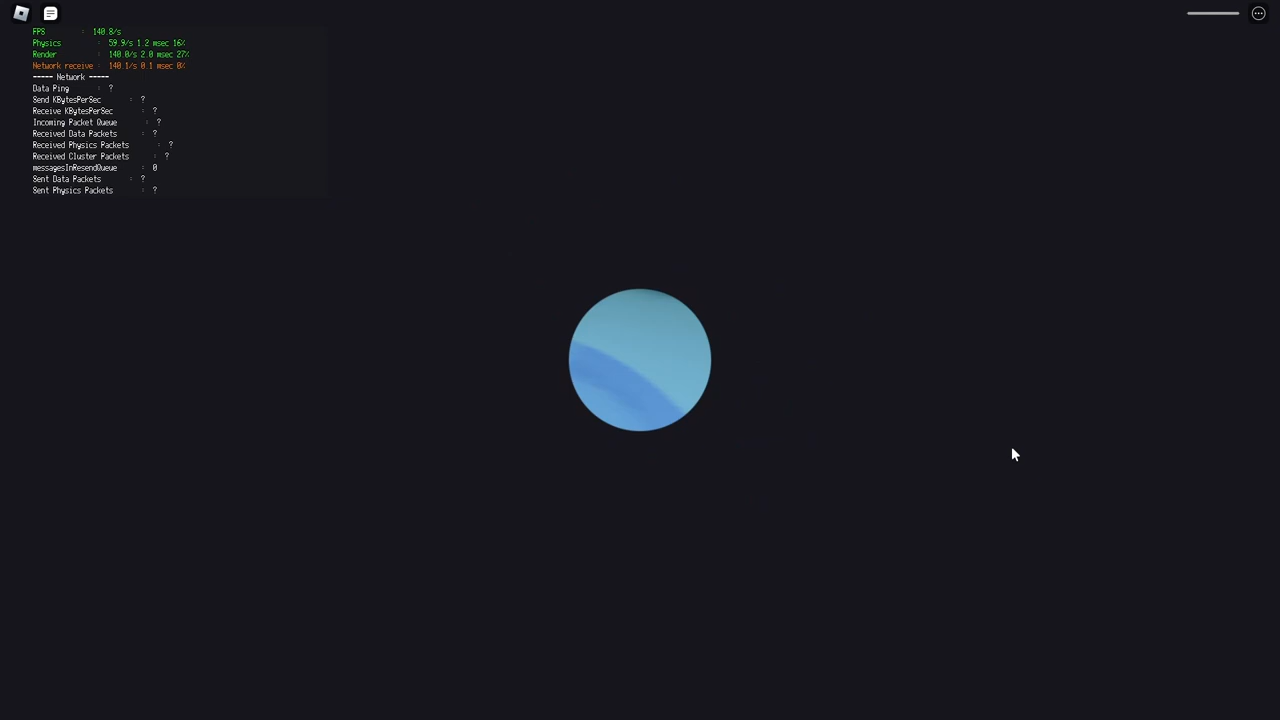 FPS : 140.8/s
Physics : 59.9/s 1.2 msec 16%
Render : 140.0/s 2.0 msec 27%
Network receive : 140.1/s 0.1 msec 0%
----- Network -----
Data Ping : ?
Send KBytesPerSec : ?
Receive KBytesPerSec : ?
Incoming Packet Queue : ?
Received Data Packets : ?
Received Physics Packets : ?
Received Cluster Packets : ?
messagesInResendQueue : 0
Sent Data Packets : ?
Sent Physics Packets : ?